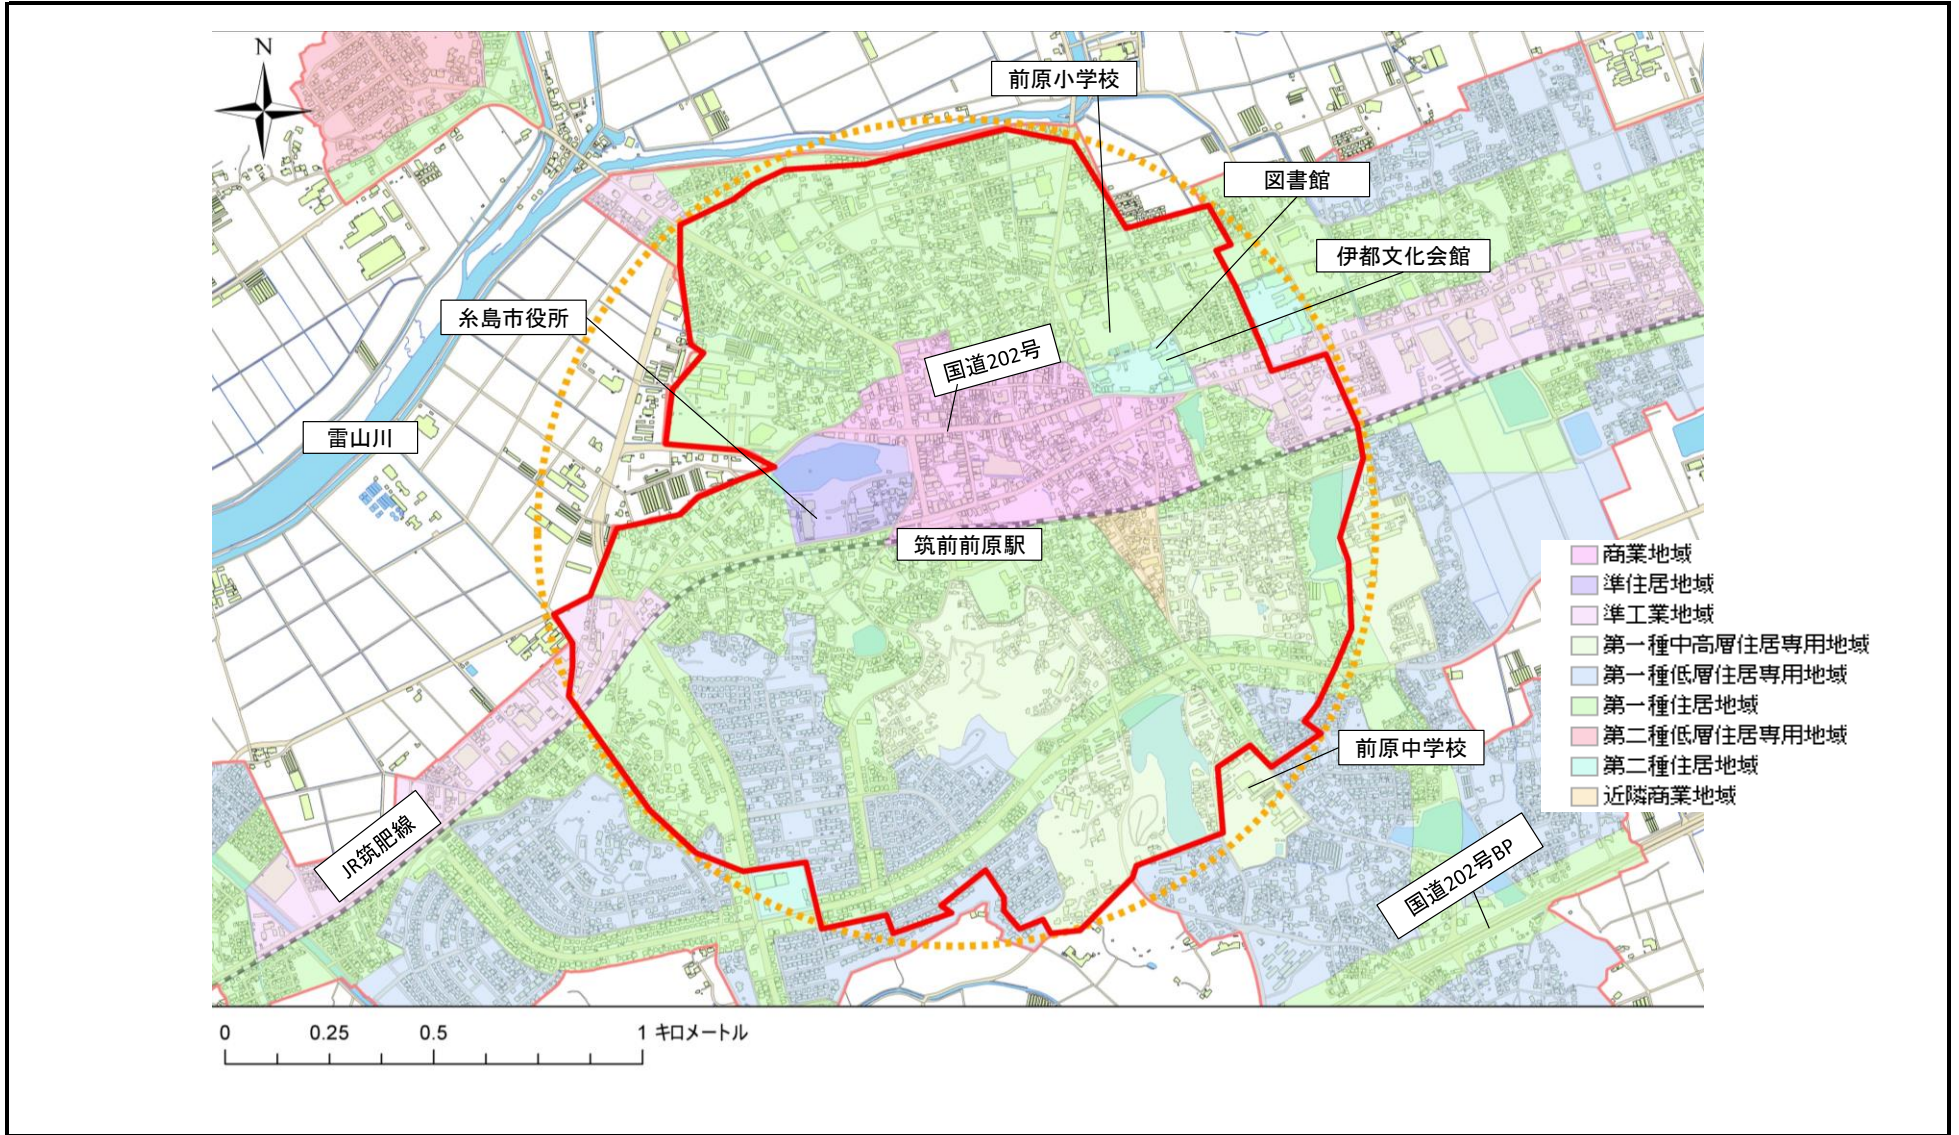 N
前原小学校
図書館
伊都文化会館
糸島市役所
国道202号
雷山川
筑前前原駅
商業地域
準住居地域
準工業地域
第一種中高層住居専用地域
第一種低層住居専用地域
第一種住居地域
第二種低層住居専用地域
第二種住居地域
近隣商業地域
前原中学校
JR筑肥線
国道202号BP
0 0.25 0.5 1 キロメートル